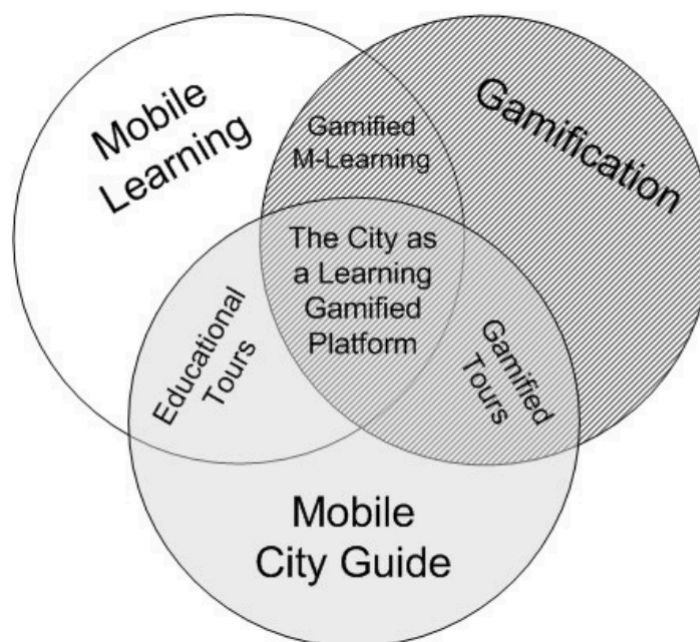 Mobile
Learning
Gamification
Gamified
M-Learning
The City as
a Learning
Gamified
Platform
Educational
Tours
Gamified
Tours
Mobile
City Guide